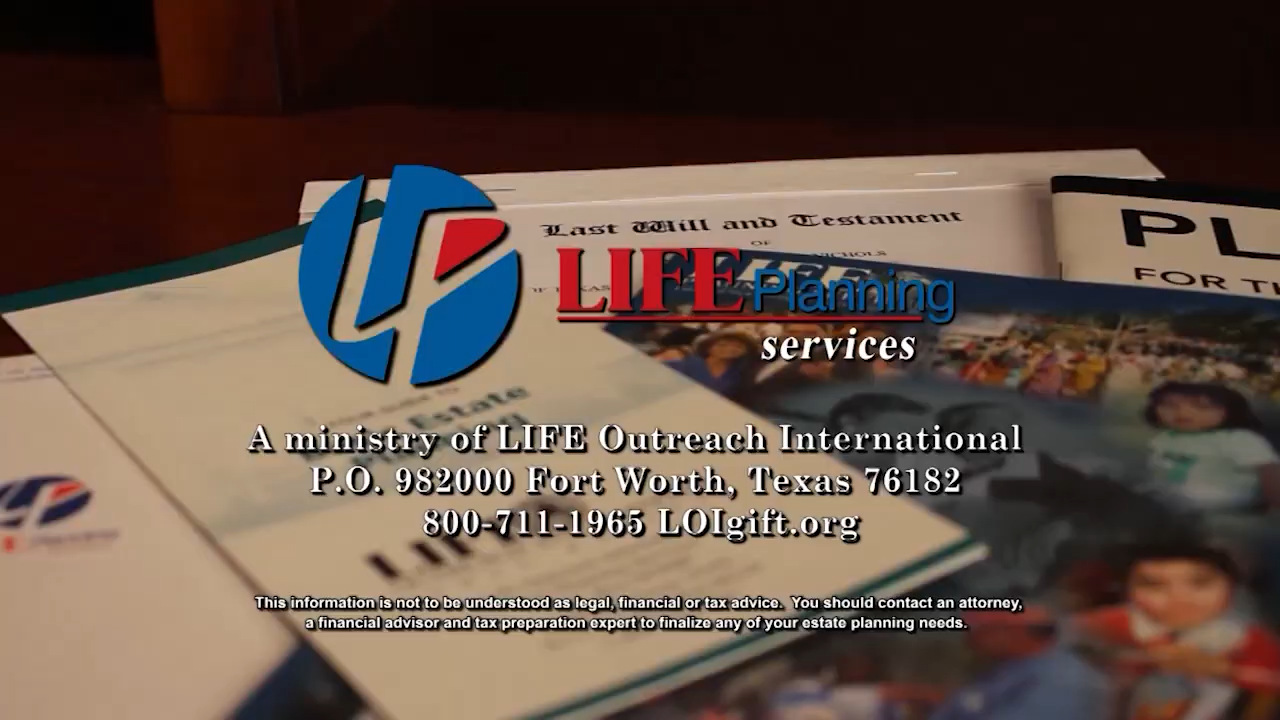 Last Will and Testament
OF
PL
FOR TH
LIFE Planning
services
Estate
A ministry of LIFE Outreach International
P.O. 982000 Fort Worth, Texas 76182
800-711-1965 LOIgift.org
This information is not to be understood as legal, financial or tax advice. You should contact an attorney,
a financial advisor and tax preparation expert to finalize any of your estate planning needs.